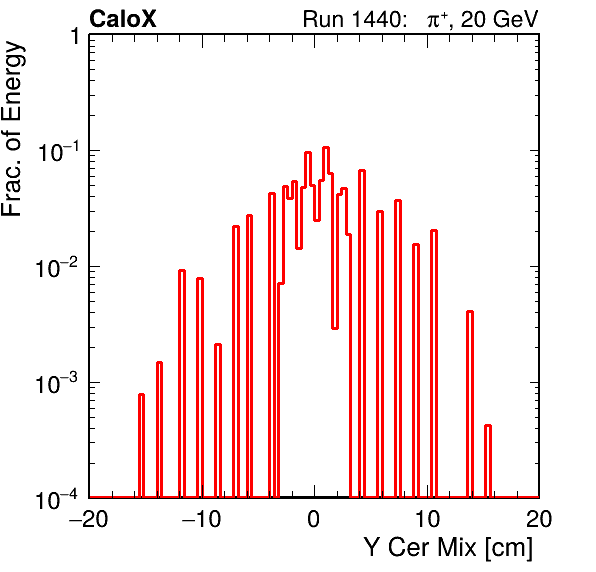 CaloX Run 1440: π⁺, 20 GeV
Frac. of Energy
1
10⁻¹
10⁻²
10⁻³
10⁻⁴
−20 −10 0 10 20
Y Cer Mix [cm]